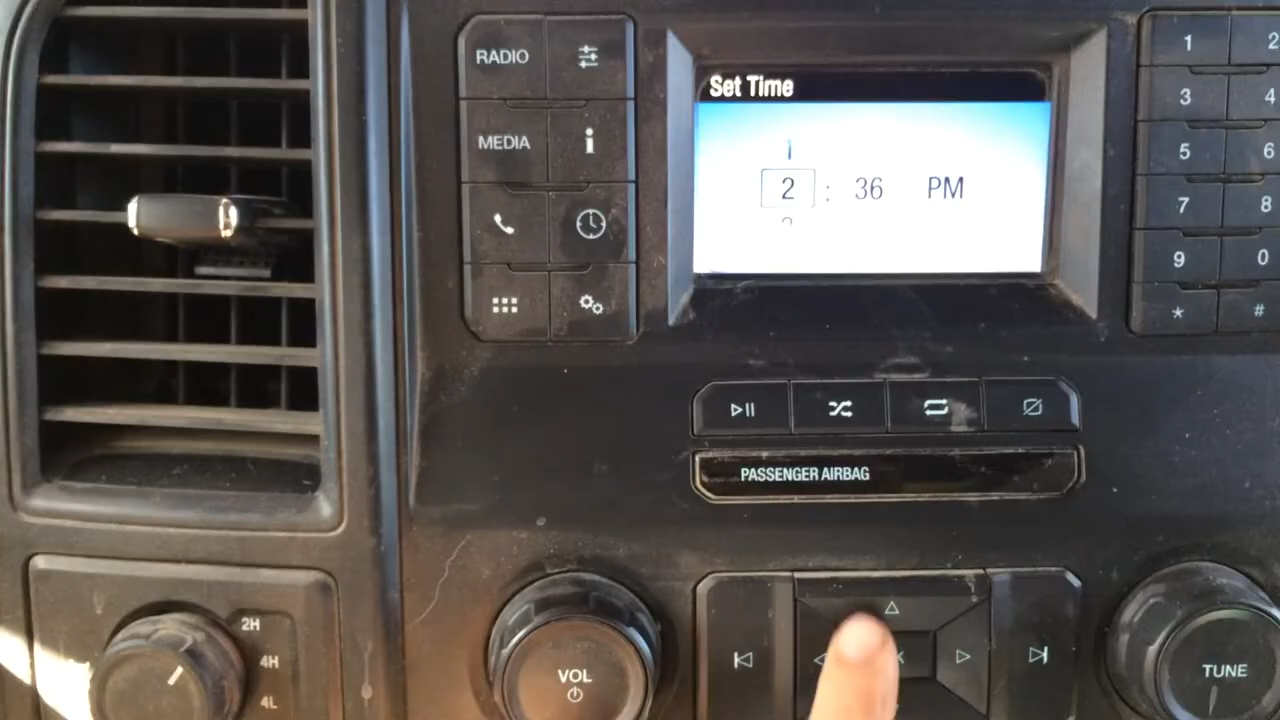 RADIO
MEDIA
i
Set Time
1
2 : 36 PM
1
2
3
4
5
6
7
8
9
0
*
#
PASSENGER AIRBAG
2H
4H
4L
VOL
TUNE